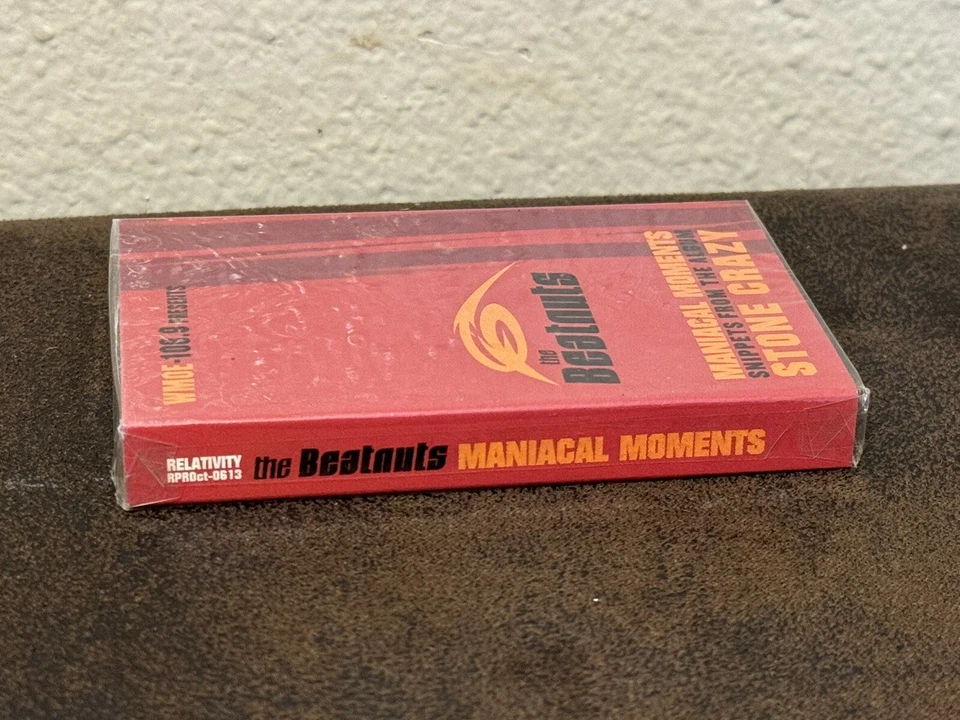 WMOE-106.9 PRESENTS
the
Beatnuts
MANIACAL MOMENTS
SNIPPETS FROM THE ALBUM
STONE CRAZY
RELATIVITY
RPROct-0613
the Beatnuts MANIACAL MOMENTS